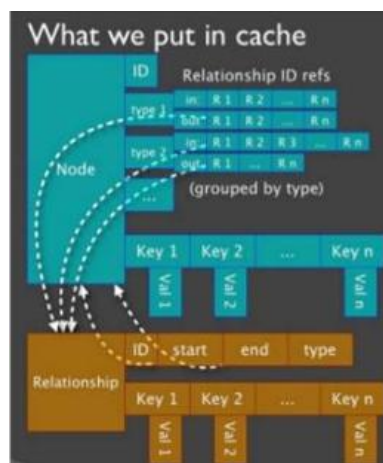 What we put in cache
ID
Relationship ID refs
type 1
in: R 1 R 2 ... R n
out R 1 R 2 ... R n
type 2
in R 1 R 2 R 3 ... R n
out R 1 ... R n
Node
...
(grouped by type)
Key 1 Key 2 ... Key n
Val 1 Val 2 Val n
ID start end type
Relationship
Key 1 Key 2 ... Key n
Val 1 Val 2 Val n